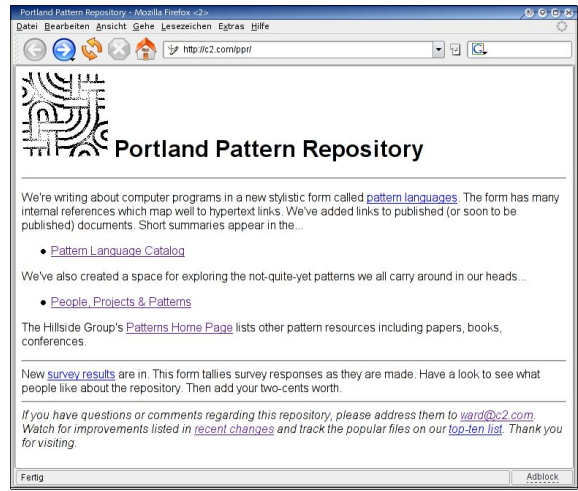 Portland Pattern Repository - Mozilla Firefox <2>
Datei Bearbeiten Ansicht Gehe Lesezeichen Extras Hilfe
http://c2.com/ppr/
G
Portland Pattern Repository
We're writing about computer programs in a new stylistic form called pattern languages. The form has many
internal references which map well to hypertext links. We've added links to published (or soon to be
published) documents. Short summaries appear in the...
• Pattern Language Catalog
We've also created a space for exploring the not-quite-yet patterns we all carry around in our heads...
• People, Projects & Patterns
The Hillside Group's Patterns Home Page lists other pattern resources including papers, books,
conferences.
New survey results are in. This form tallies survey responses as they are made. Have a look to see what
people like about the repository. Then add your two-cents worth.
If you have questions or comments regarding this repository, please address them to ward@c2.com.
Watch for improvements listed in recent changes and track the popular files on our top-ten list. Thank you
for visiting.
Fertig Adblock